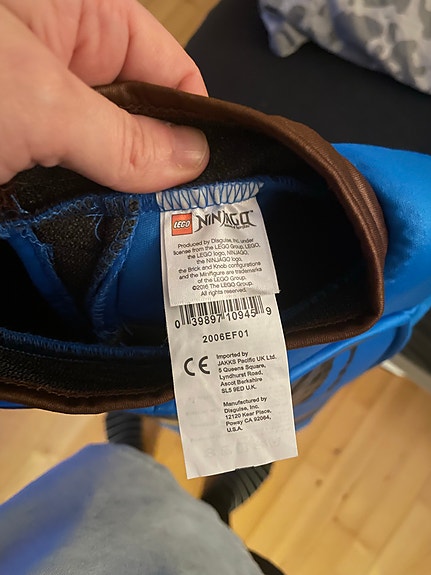 LEGO NINJAGO
Produced by Disguise, Inc. under
license from the LEGO Group. LEGO,
the LEGO logo, NINJAGO,
the NINJAGO logo,
the Brick and Knob configurations
and the Minifigure are trademarks
of the LEGO Group.
©2016 The LEGO Group.
All rights reserved.
0 39897 10945 9
2006EF01
CE
Imported by
JAKKS Pacific UK Ltd.
5 Queens Square,
Lyndhurst Road,
Ascot Berkshire
SL5 9ED U.K.
Manufactured by
Disguise, Inc.
12120 Kear Place,
Poway CA 92064,
U.S.A.